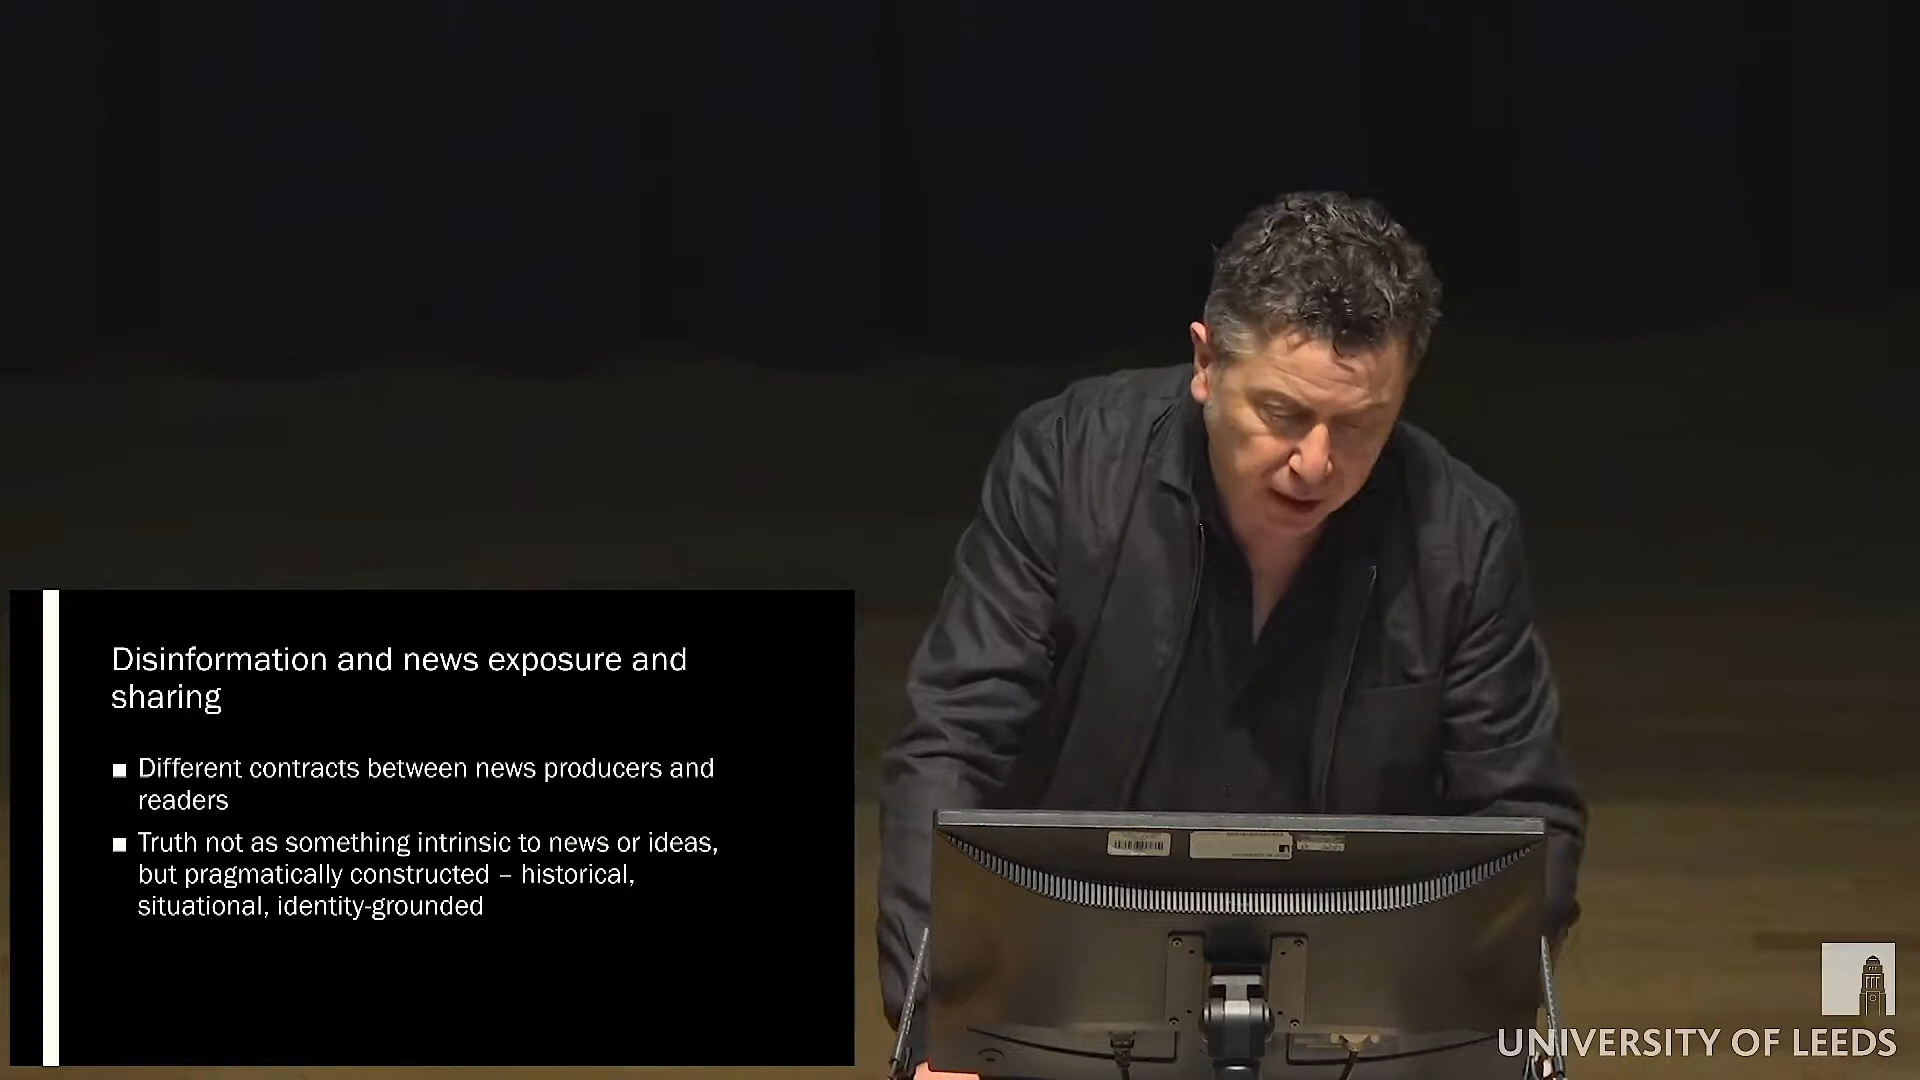 Disinformation and news exposure and
sharing
■ Different contracts between news producers and
readers
■ Truth not as something intrinsic to news or ideas,
but pragmatically constructed – historical,
situational, identity-grounded
UNIVERSITY OF LEEDS